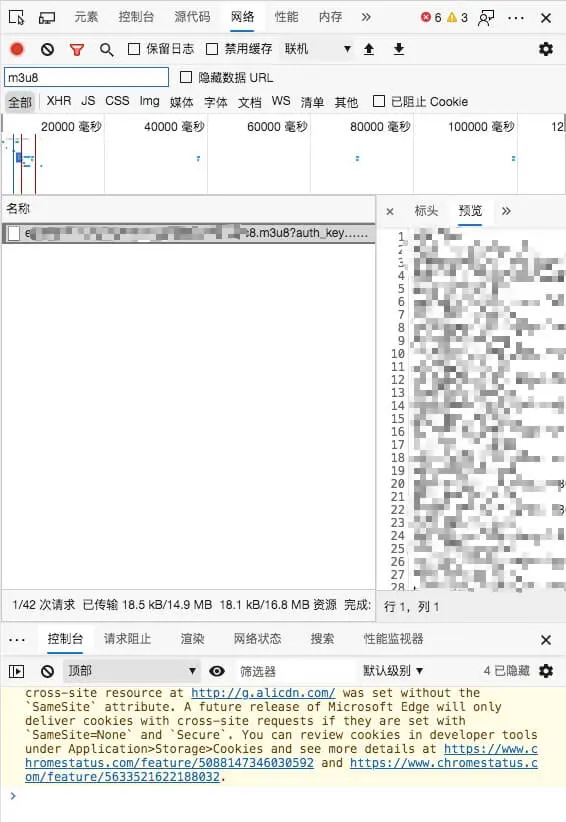 元素 控制台 源代码 网络 性能 内存 6 3
保留日志 禁用缓存 联机
m3u8 隐藏数据 URL
全部 XHR JS CSS Img 媒体 字体 文档 WS 清单 其他 已阻止 Cookie
20000 毫秒 40000 毫秒 60000 毫秒 80000 毫秒 100000 毫秒
名称 标头 预览
8.m3u8?auth_key……
1
2
3
4
5
6
7
8
9
10
11
12
13
14
15
16
17
18
19
20
21
22
23
24
25
26
27
28
1/42 次请求 已传输 18.5 kB/14.9 MB 18.1 kB/16.8 MB 资源 完成:
行 1，列 1
控制台 请求阻止 渲染 网络状态 搜索 性能监视器
顶部 筛选器 默认级别 4 已隐藏
cross-site resource at http://g.alicdn.com/ was set without the
`SameSite` attribute. A future release of Microsoft Edge will only
deliver cookies with cross-site requests if they are set with
`SameSite=None` and `Secure`. You can review cookies in developer tools
under Application>Storage>Cookies and see more details at https://www.c
hromestatus.com/feature/5088147346030592 and https://www.chromestatus.c
om/feature/5633521622188032.